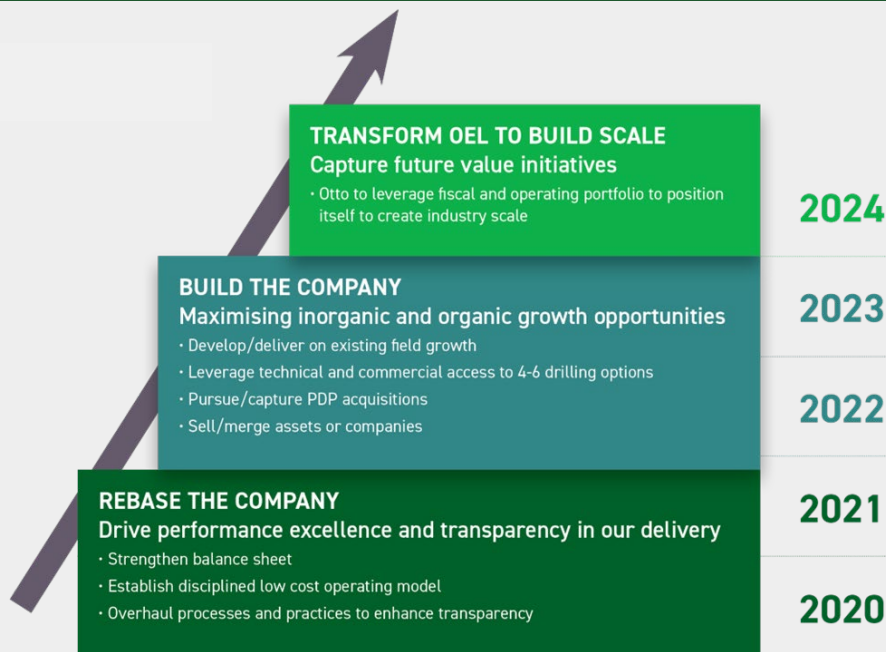 TRANSFORM OEL TO BUILD SCALE
Capture future value initiatives
· Otto to leverage fiscal and operating portfolio to position
itself to create industry scale
2024
BUILD THE COMPANY
Maximising inorganic and organic growth opportunities
· Develop/deliver on existing field growth
· Leverage technical and commercial access to 4-6 drilling options
· Pursue/capture PDP acquisitions
· Sell/merge assets or companies
2023
2022
REBASE THE COMPANY
Drive performance excellence and transparency in our delivery
· Strengthen balance sheet
· Establish disciplined low cost operating model
· Overhaul processes and practices to enhance transparency
2021
2020